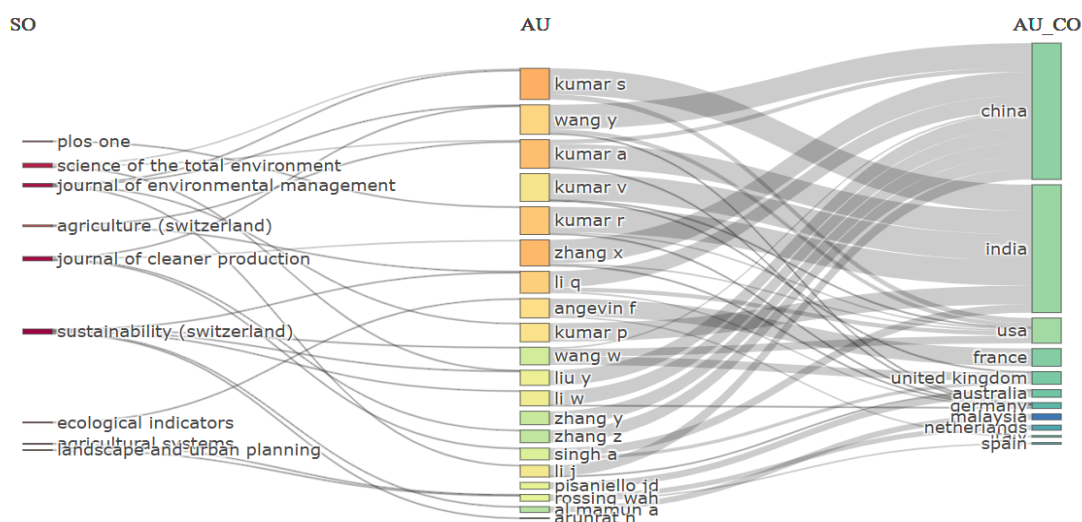 SO
AU
AU_CO
plos one
science of the total environment
journal of environmental management
agriculture (switzerland)
journal of cleaner production
sustainability (switzerland)
ecological indicators
agricultural systems
landscape and urban planning
kumar s
wang y
kumar a
kumar v
kumar r
zhang x
li q
angevin f
kumar p
wang w
liu y
li w
zhang y
zhang z
singh a
li j
pisaniello jd
rossing wah
al mamun a
arunrat n
china
india
usa
france
united kingdom
australia
germany
malaysia
netherlands
spain